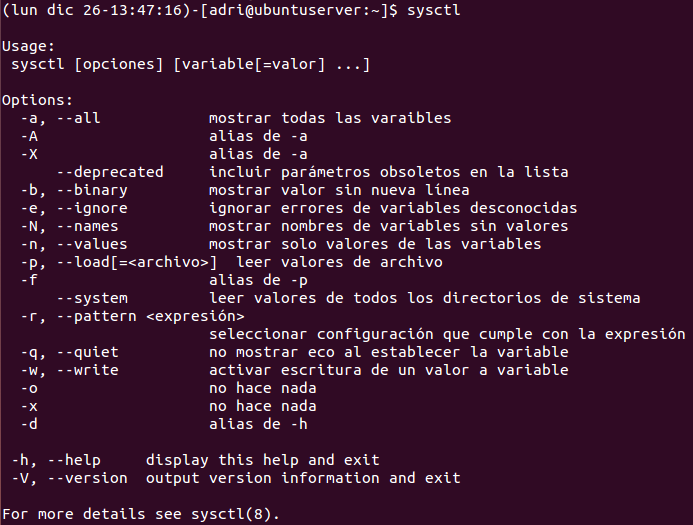 (lun dic 26-13:47:16)-[adri@ubuntuserver:~]$ sysctl
Usage:
sysctl [opciones] [variable[=valor] ...]
Options:
-a, --all mostrar todas las varaibles
-A alias de -a
-X alias de -a
--deprecated incluir parámetros obsoletos en la lista
-b, --binary mostrar valor sin nueva línea
-e, --ignore ignorar errores de variables desconocidas
-N, --names mostrar nombres de variables sin valores
-n, --values mostrar solo valores de las variables
-p, --load[=<archivo>] leer valores de archivo
-f alias de -p
--system leer valores de todos los directorios de sistema
-r, --pattern <expresión>
seleccionar configuración que cumple con la expresión
-q, --quiet no mostrar eco al establecer la variable
-w, --write activar escritura de un valor a variable
-o no hace nada
-x no hace nada
-d alias de -h
-h, --help display this help and exit
-V, --version output version information and exit
For more details see sysctl(8).